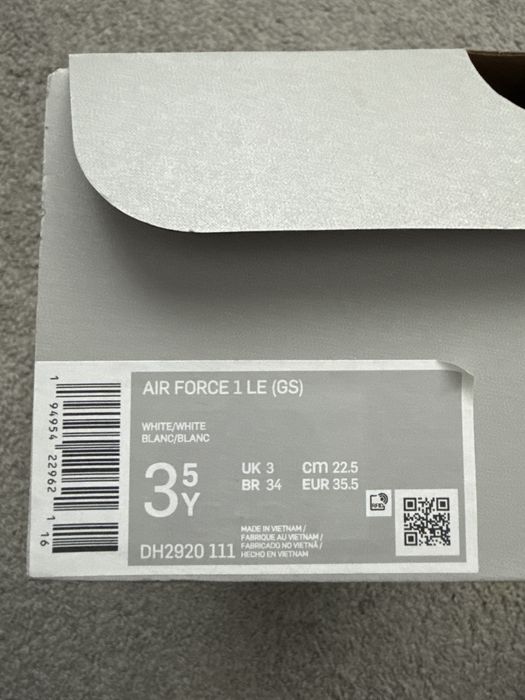 AIR FORCE 1 LE (GS)
WHITE/WHITE
BLANC/BLANC
3 5 Y
UK 3 cm 22.5
BR 34 EUR 35.5
MADE IN VIETNAM /
FABRIQUE AU VIETNAM /
FABRICADO NO VIETNÃ /
HECHO EN VIETNAM
DH2920 111
1 94954 22962 1 16